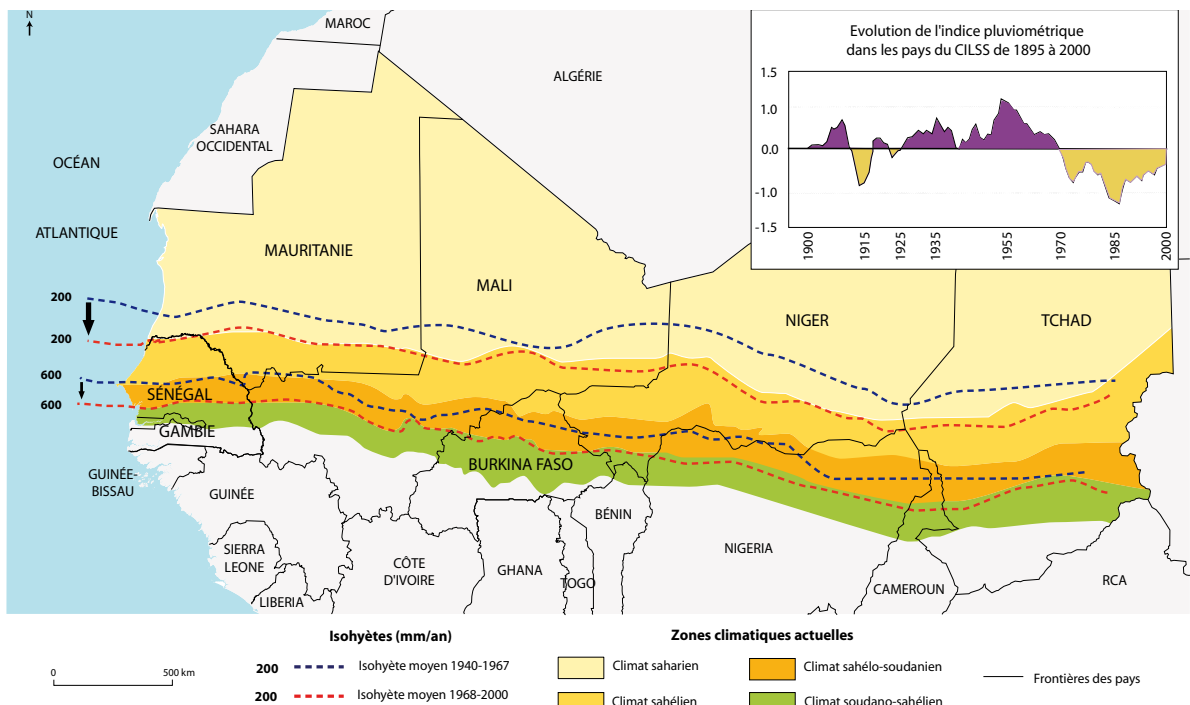 N
MAROC
ALGÉRIE
SAHARA
OCCIDENTAL
OCÉAN
ATLANTIQUE
MAURITANIE
MALI
NIGER
TCHAD
200
200
600
600
SÉNÉGAL
GAMBIE
GUINÉE-
BISSAU
GUINÉE
SIERRA
LEONE
LIBERIA
CÔTE
D'IVOIRE
BURKINA FASO
GHANA
TOGO
BÉNIN
NIGERIA
CAMEROUN
RCA
Evolution de l'indice pluviométrique
dans les pays du CILSS de 1895 à 2000
1.5
1.0
0.0
-1.0
-1.5
1900
1915
1925
1935
1955
1970
1985
2000
0
500 km
Isohyètes (mm/an)
200
Isohyète moyen 1940-1967
200
Isohyète moyen 1968-2000
Zones climatiques actuelles
Climat saharien
Climat sahélien
Climat sahélo-soudanien
Climat soudano-sahélien
Frontières des pays